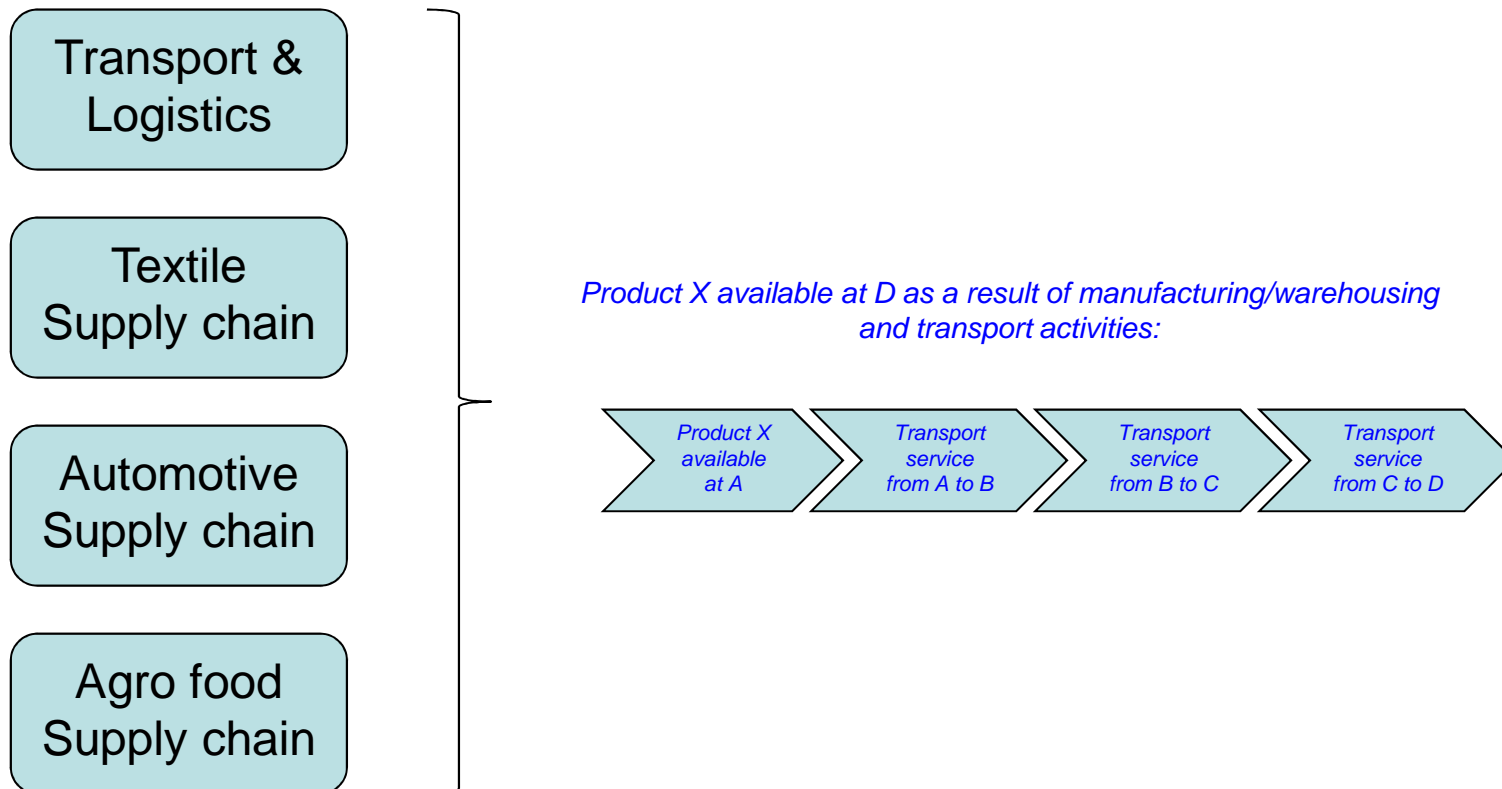 Transport &
Logistics
Textile
Supply chain
Automotive
Supply chain
Agro food
Supply chain
Product X available at D as a result of manufacturing/warehousing
and transport activities:
Product X
available
at A
Transport
service
from A to B
Transport
service
from B to C
Transport
service
from C to D